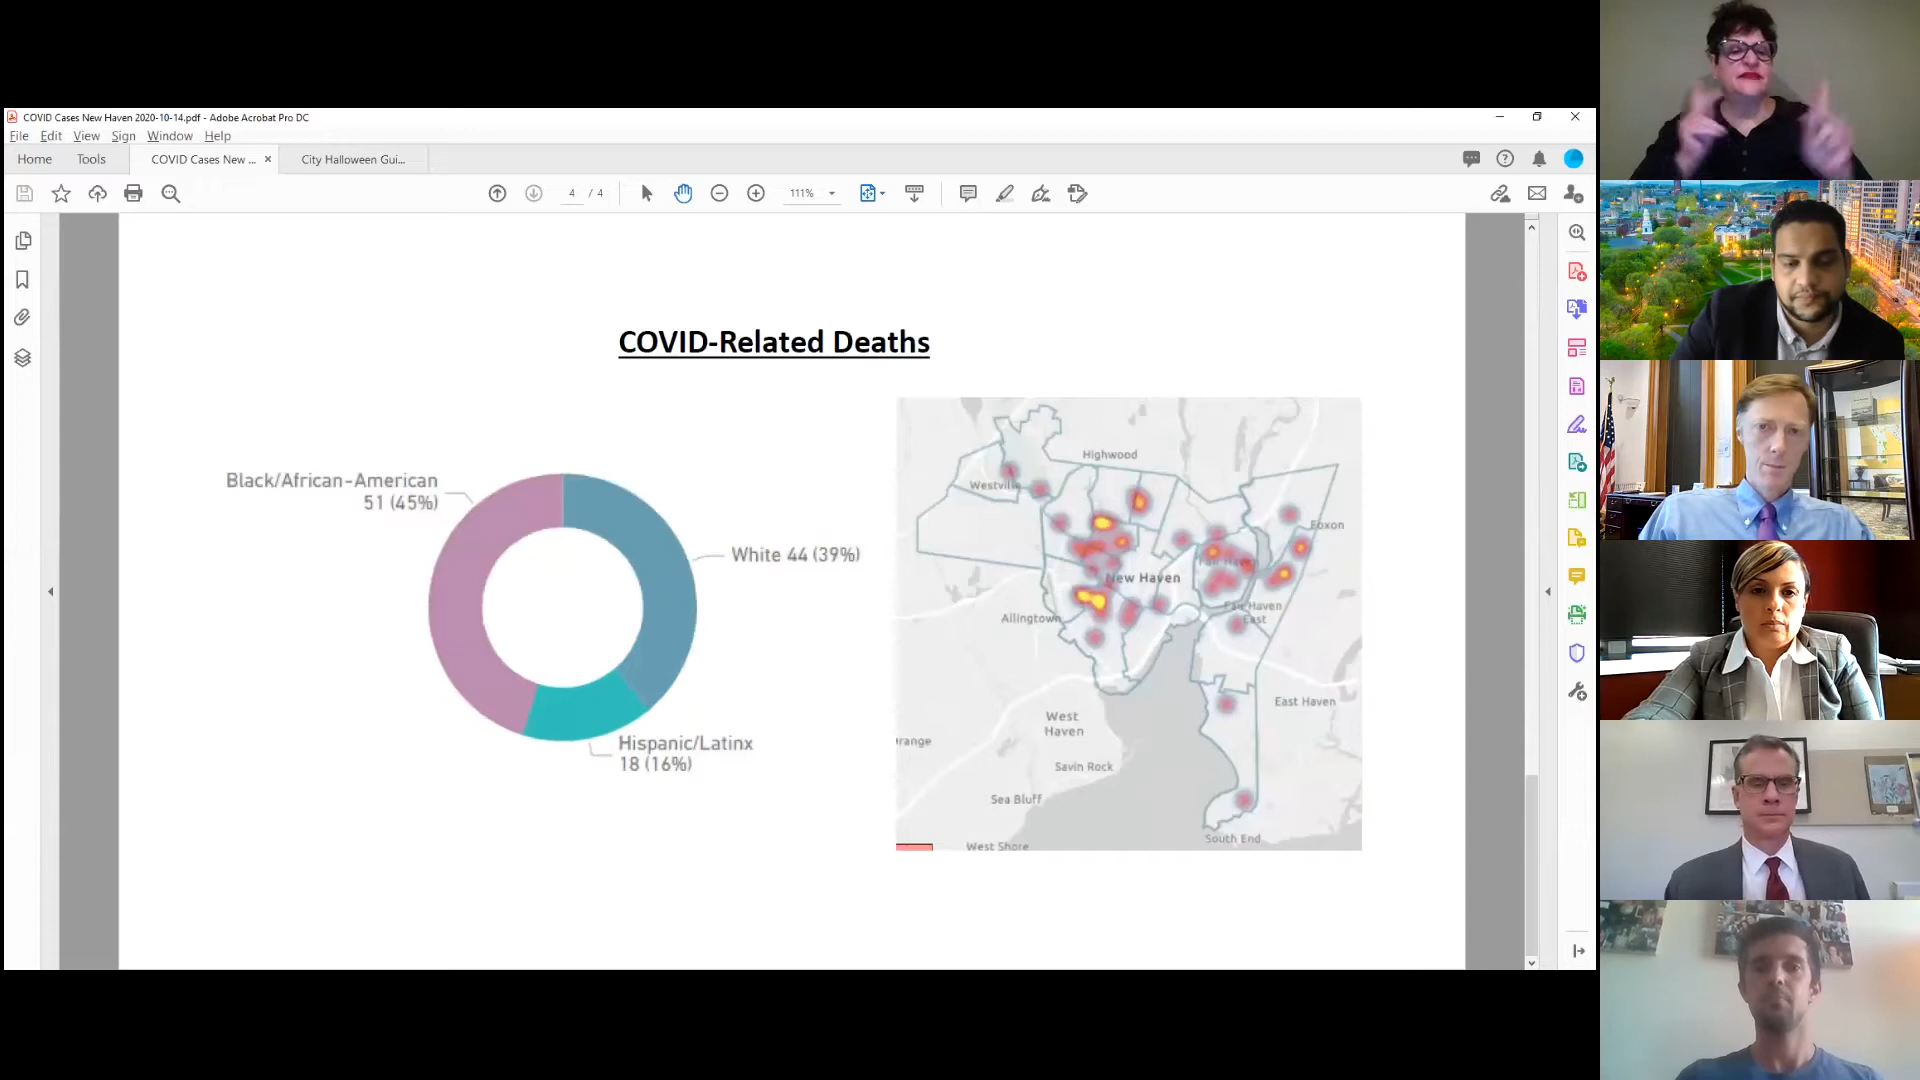 COVID Cases New Haven 2020-10-14.pdf - Adobe Acrobat Pro DC
File Edit View Sign Window Help
Home Tools COVID Cases New ... × City Halloween Gui...
4 / 4 111%
COVID-Related Deaths
Black/African-American
51 (45%)
White 44 (39%)
Hispanic/Latinx
18 (16%)
Highwood
Westville
Foxon
Fair Haven
New Haven
Fair Haven
East
Allingtown
East Haven
West
Haven
Savin Rock
Sea Bluff
South End
West Shore